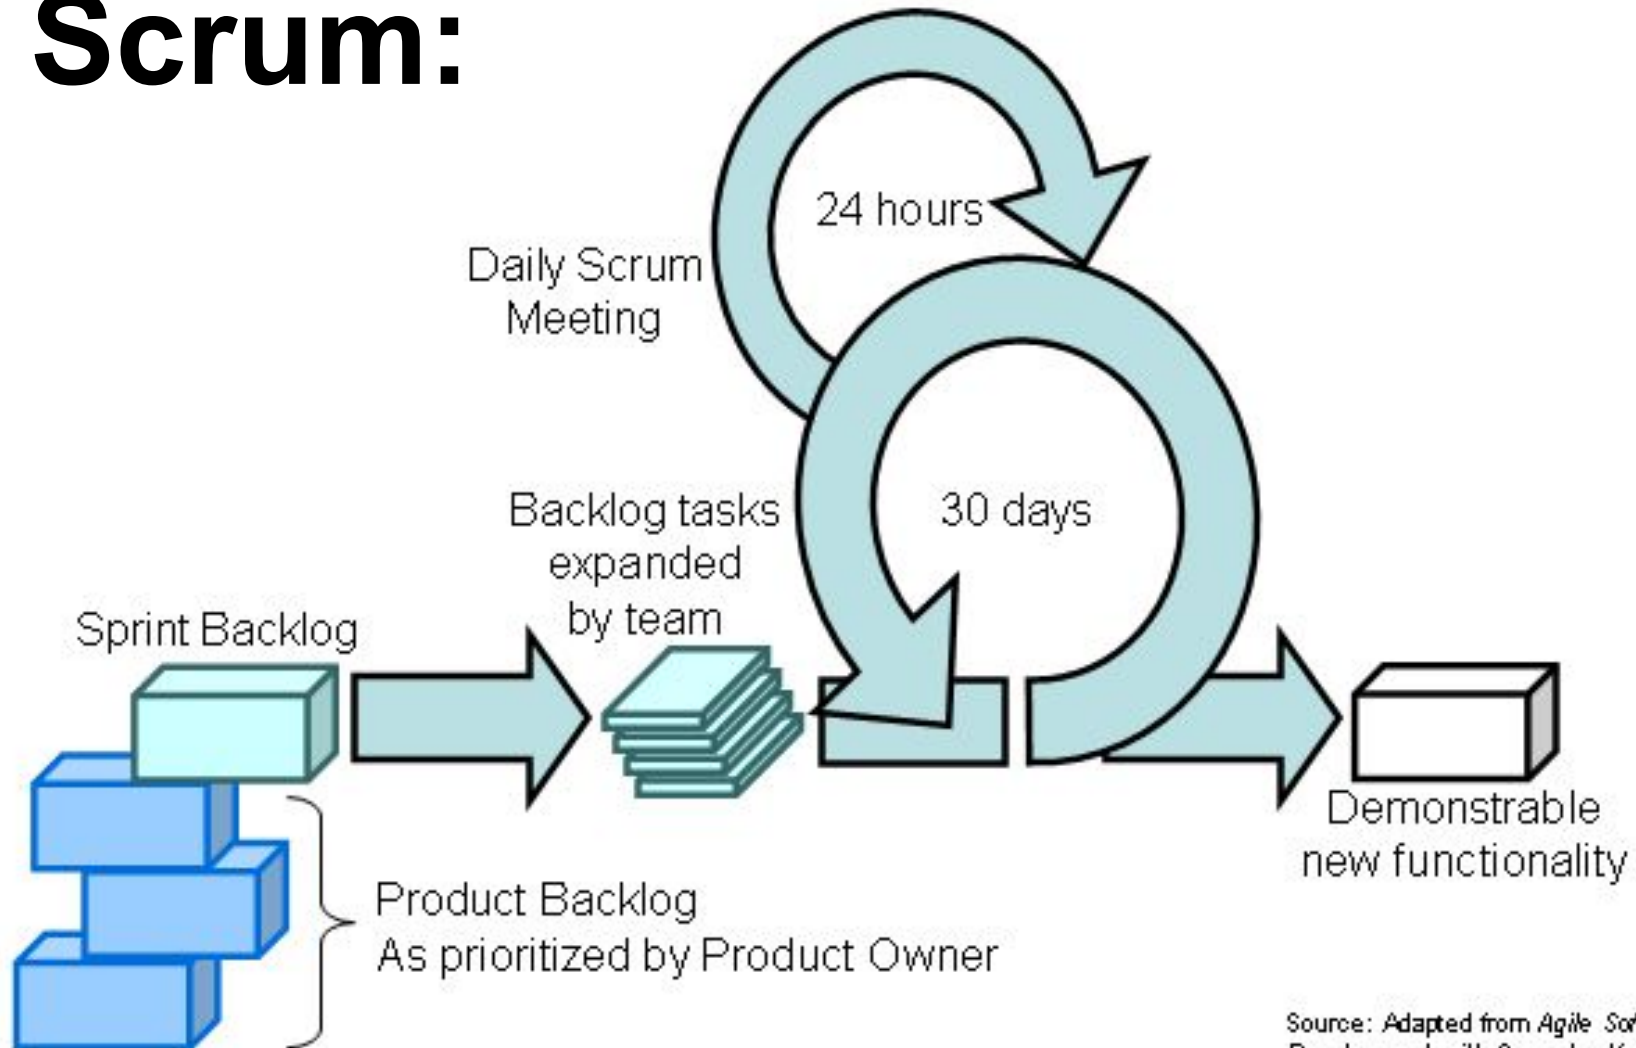 Scrum:
24 hours
Daily Scrum
Meeting
Backlog tasks
expanded
by team
30 days
Sprint Backlog
Demonstrable
new functionality
Product Backlog
As prioritized by Product Owner
Source: Adapted from Agile